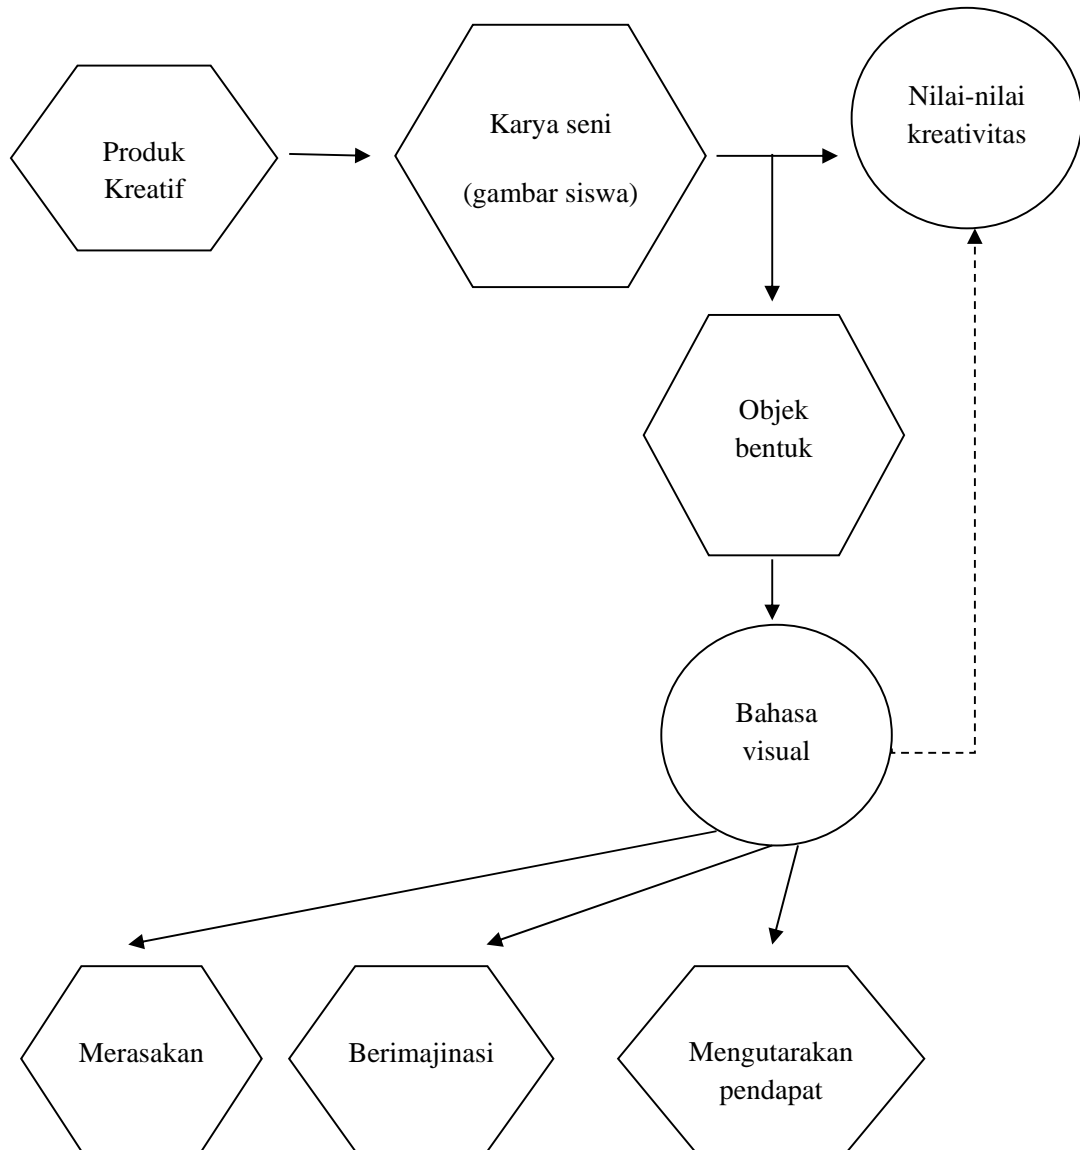 Produk
Kreatif
Karya seni
(gambar siswa)
Nilai-nilai
kreativitas
Objek
bentuk
Bahasa
visual
Merasakan
Berimajinasi
Mengutarakan
pendapat